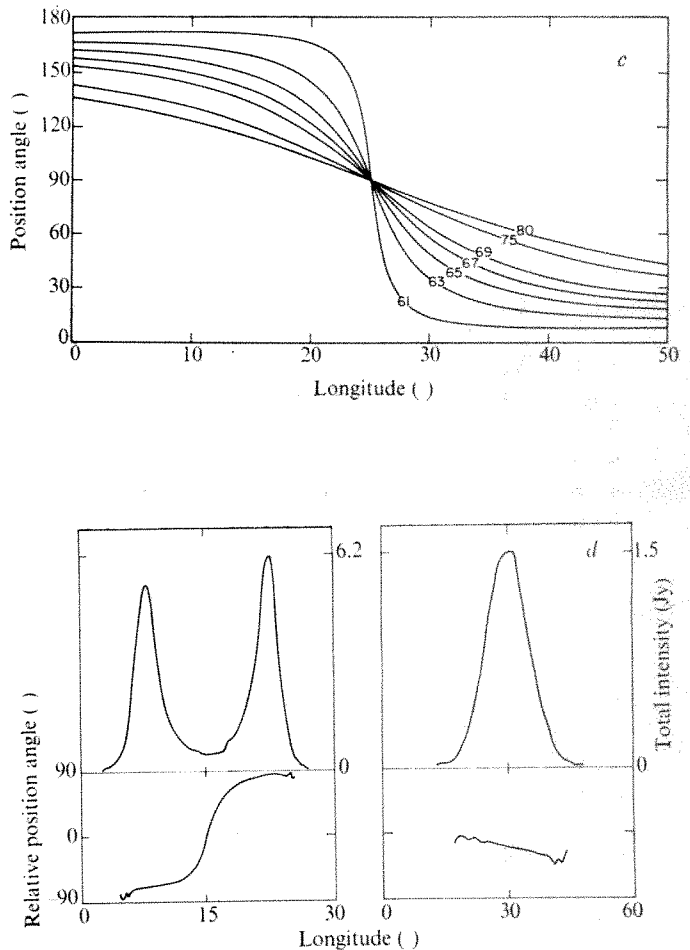 180
150
120
90
60
30
0
Position angle ( )
c
80
75
69
67
65
63
61
0 10 20 30 40 50
Longitude ( )
6.2
0
d
1.5
0
Total intensity (Jy)
Relative position angle ( )
90
0
90
0 15 30
0 30 60
Longitude ( )